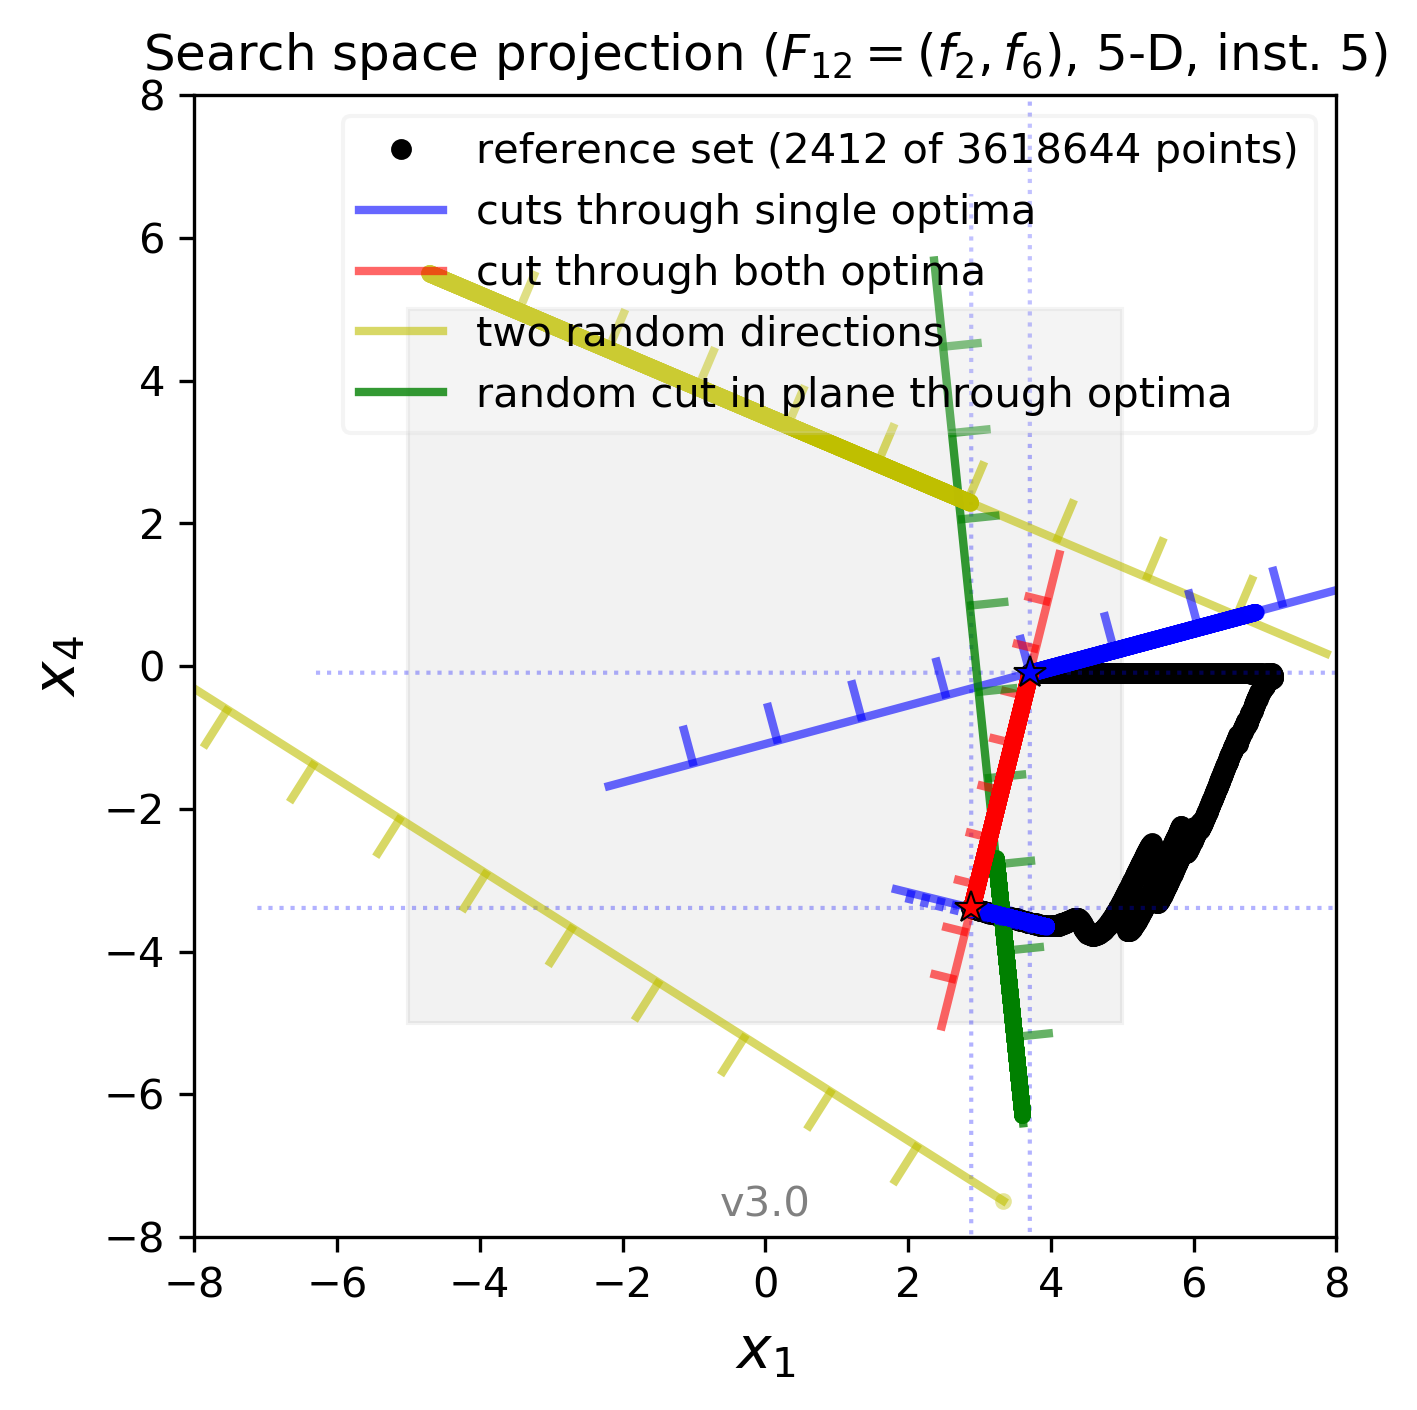 Search space projection (F₁₂ = (f₂, f₆), 5-D, inst. 5)
reference set (2412 of 3618644 points)
cuts through single optima
cut through both optima
two random directions
random cut in plane through optima
8
6
4
2
0
−2
−4
−6
−8
x₄
v3.0
−8 −6 −4 −2 0 2 4 6 8
x₁